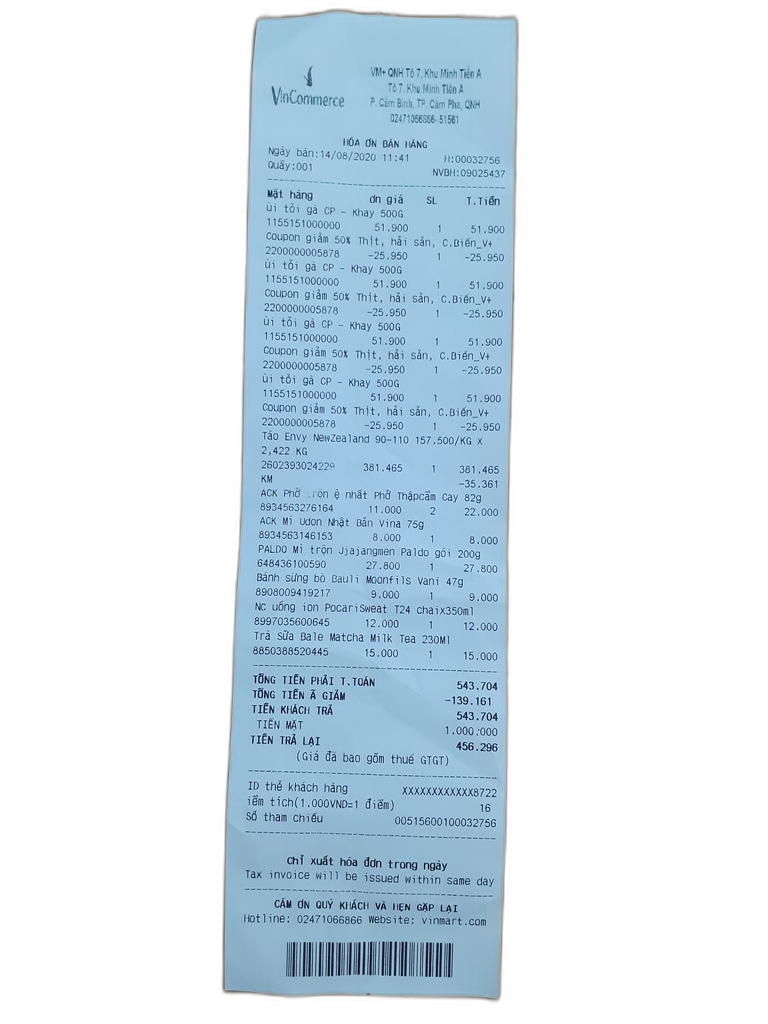 VinCommerce
VM+ QNH Tổ 7, Khu Minh Tiến A
Tổ 7, Khu Minh Tiến A
P. Cẩm Bình, TP. Cẩm Phả, QNH
02471066866- 51561
HÓA ƠN BÁN HÀNG
Ngày bán:14/08/2020 11:41 H:00032756
Quầy:001 NVBH:09025437
Mặt hàng ơn giá SL T.Tiền
ùi tỏi gà CP - Khay 500G
1155151000000 51.900 1 51.900
Coupon giảm 50% Thịt, hải sản, C.Biến_V+
2200000005878 -25.950 1 -25.950
ùi tỏi gà CP - Khay 500G
1155151000000 51.900 1 51.900
Coupon giảm 50% Thịt, hải sản, C.Biến_V+
2200000005878 -25.950 1 -25.950
ùi tỏi gà CP - Khay 500G
1155151000000 51.900 1 51.900
Coupon giảm 50% Thịt, hải sản, C.Biến_V+
2200000005878 -25.950 1 -25.950
ùi tỏi gà CP - Khay 500G
1155151000000 51.900 1 51.900
Coupon giảm 50% Thịt, hải sản, C.Biến_V+
2200000005878 -25.950 1 -25.950
Táo Envy NewZealand 90-110 157.500/KG X
2,422 KG
2602393024229 381.465 1 381.465
KM -35.361
ACK Phở ệ nhất Phở Thậpcẩm Cay 82g
8934563276164 11.000 2 22.000
ACK Mì Udon Nhật Bản Vina 75g
8934563146153 8.000 1 8.000
PALDO Mì trộn Jjajangmen Paldo gói 200g
648436100590 27.800 1 27.800
Bánh sừng bò Bauli Moonfils Vani 47g
8908009419217 9.000 1 9.000
Nc uống ion PocariSweat T24 chaix350ml
8997035600645 12.000 1 12.000
Trà Sữa Bale Matcha Milk Tea 230Ml
8850388520445 15.000 1 15.000
TỔNG TIỀN PHẢI T.TOÁN 543.704
TỔNG TIỀN Ã GIẢM -139.161
TIỀN KHÁCH TRẢ 543.704
TIỀN MẶT 1.000.000
TIỀN TRẢ LẠI 456.296
(Giá đã bao gồm thuế GTGT)
ID thẻ khách hàng XXXXXXXXXXXX8722
iểm tích(1.000VND=1 điểm) 16
Số tham chiếu 00515600100032756
Chỉ xuất hóa đơn trong ngày
Tax invoice will be issued within same day
CẢM ƠN QUÝ KHÁCH VÀ HẸN GẶP LẠI
Hotline: 02471066866 Website: vinmart.com